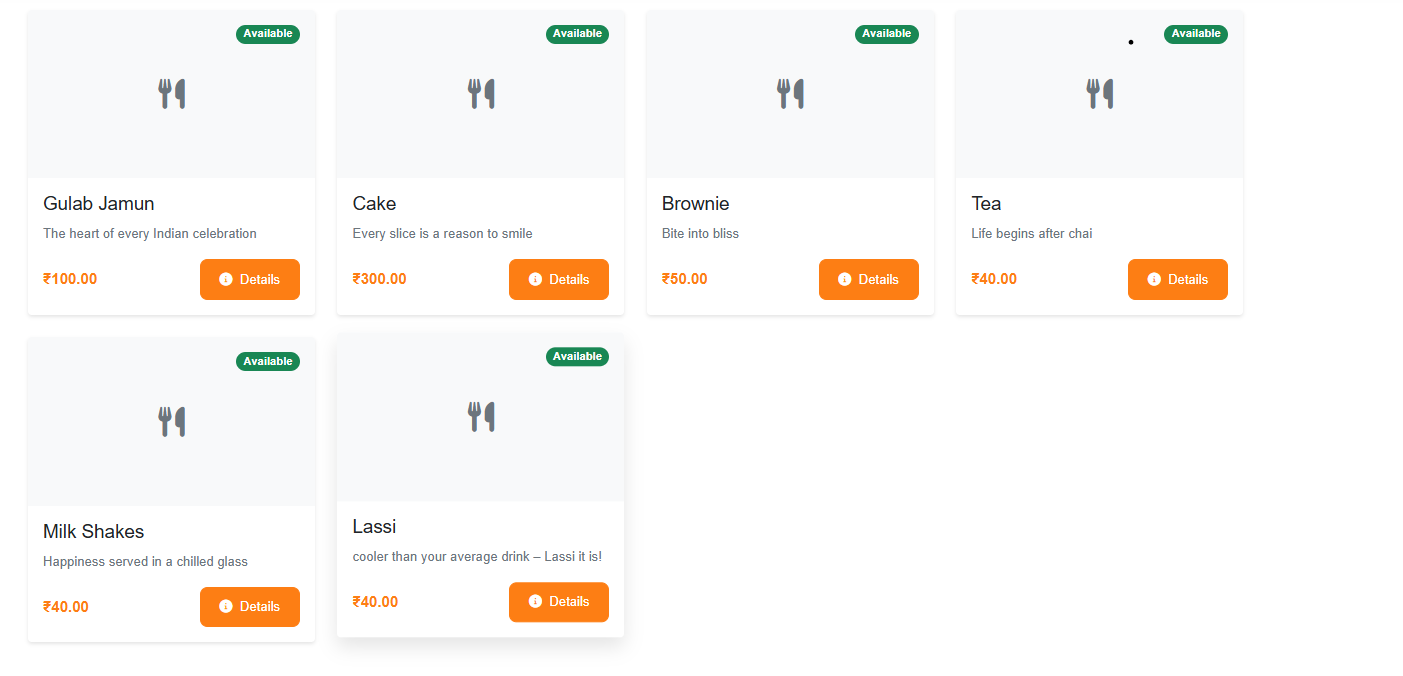 Available
Available
Available
Available
Gulab Jamun
Cake
Brownie
Tea
The heart of every Indian celebration
Every slice is a reason to smile
Bite into bliss
Life begins after chai
₹100.00
Details
₹300.00
Details
₹50.00
Details
₹40.00
Details
Available
Available
Milk Shakes
Lassi
Happiness served in a chilled glass
cooler than your average drink – Lassi it is!
₹40.00
Details
₹40.00
Details